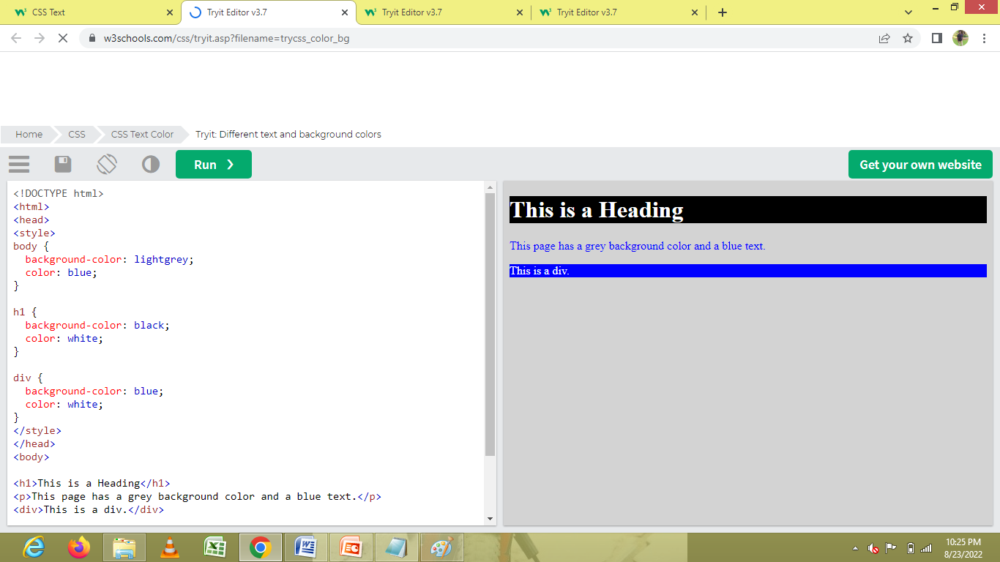 CSS Text
Tryit Editor v3.7
Tryit Editor v3.7
Tryit Editor v3.7
w3schools.com/css/tryit.asp?filename=trycss_color_bg
Home CSS CSS Text Color Tryit: Different text and background colors
Run ❯ Get your own website
<!DOCTYPE html>
<html>
<head>
<style>
body {
  background-color: lightgrey;
  color: blue;
}

h1 {
  background-color: black;
  color: white;
}

div {
  background-color: blue;
  color: white;
}
</style>
</head>
<body>

<h1>This is a Heading</h1>
<p>This page has a grey background color and a blue text.</p>
<div>This is a div.</div>
This is a Heading
This page has a grey background color and a blue text.
This is a div.
10:25 PM
8/23/2022